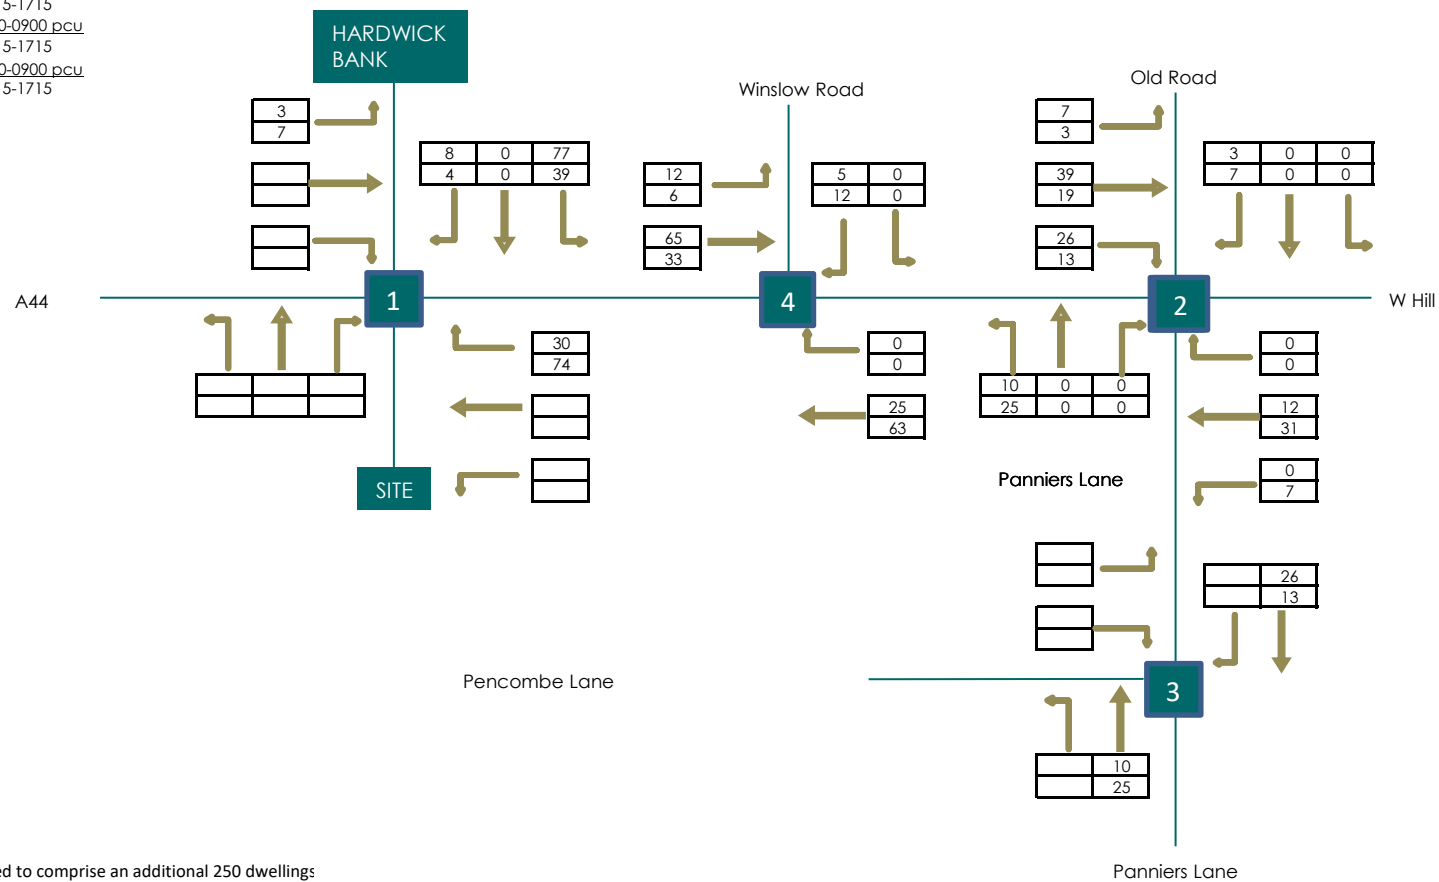 5-1715
0-0900 pcu
5-1715
0-0900 pcu
5-1715
HARDWICK
BANK
Winslow Road
Old Road
3
7
8 0 77
4 0 39
12
6
65
33
5 0
12 0
7
3
39
19
26
13
3 0 0
7 0 0
A44
1
4
2
W Hill
30
74
0
0
25
63
10 0 0
25 0 0
0
0
12
31
0
7
SITE
Panniers Lane
26
13
Pencombe Lane
3
10
25
ed to comprise an additional 250 dwellings
Panniers Lane